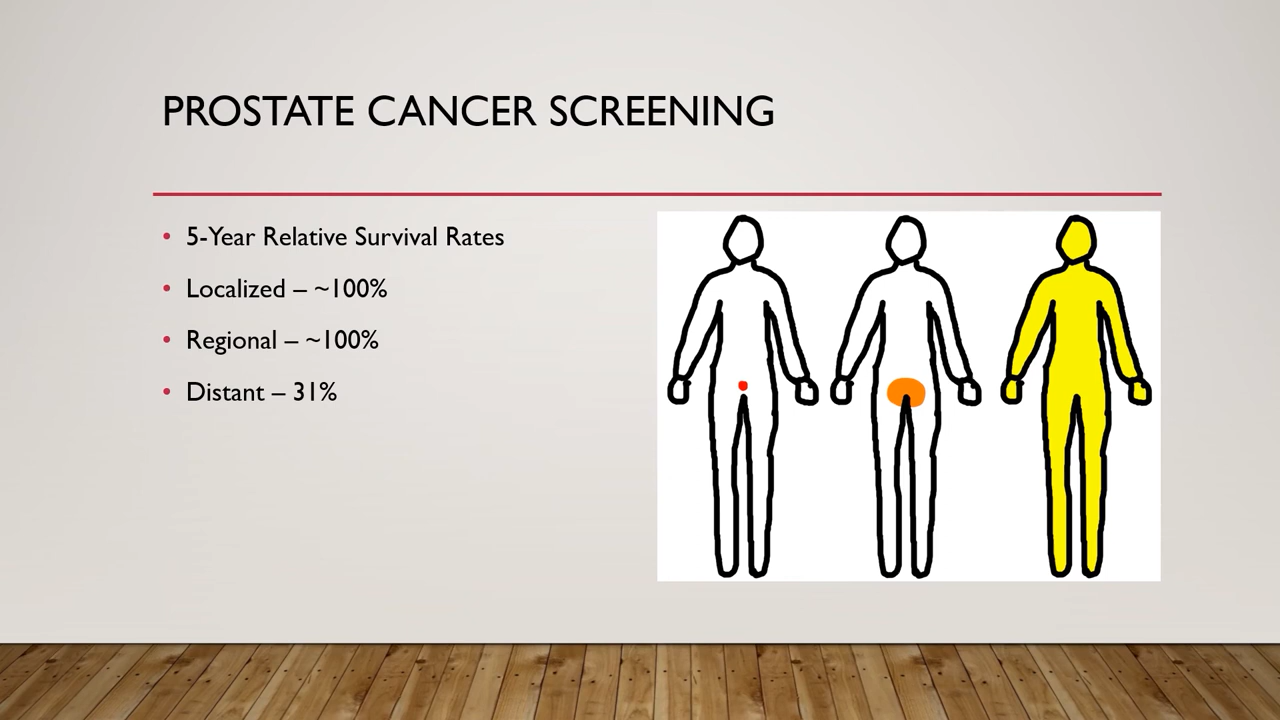 PROSTATE CANCER SCREENING
• 5-Year Relative Survival Rates
• Localized – ~100%
• Regional – ~100%
• Distant – 31%